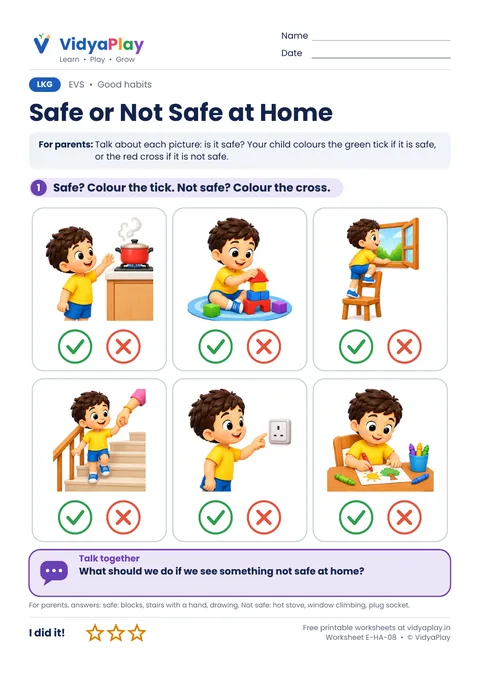 VidyaPlay
Learn • Play • Grow
Name
Date
LKG EVS • Good habits
Safe or Not Safe at Home
For parents: Talk about each picture: is it safe? Your child colours the green tick if it is safe,
or the red cross if it is not safe.
1 Safe? Colour the tick. Not safe? Colour the cross.
Talk together
What should we do if we see something not safe at home?
For parents, answers: safe: blocks, stairs with a hand, drawing. Not safe: hot stove, window climbing, plug socket.
I did it!
Free printable worksheets at vidyaplay.in
Worksheet E-HA-08 • © VidyaPlay